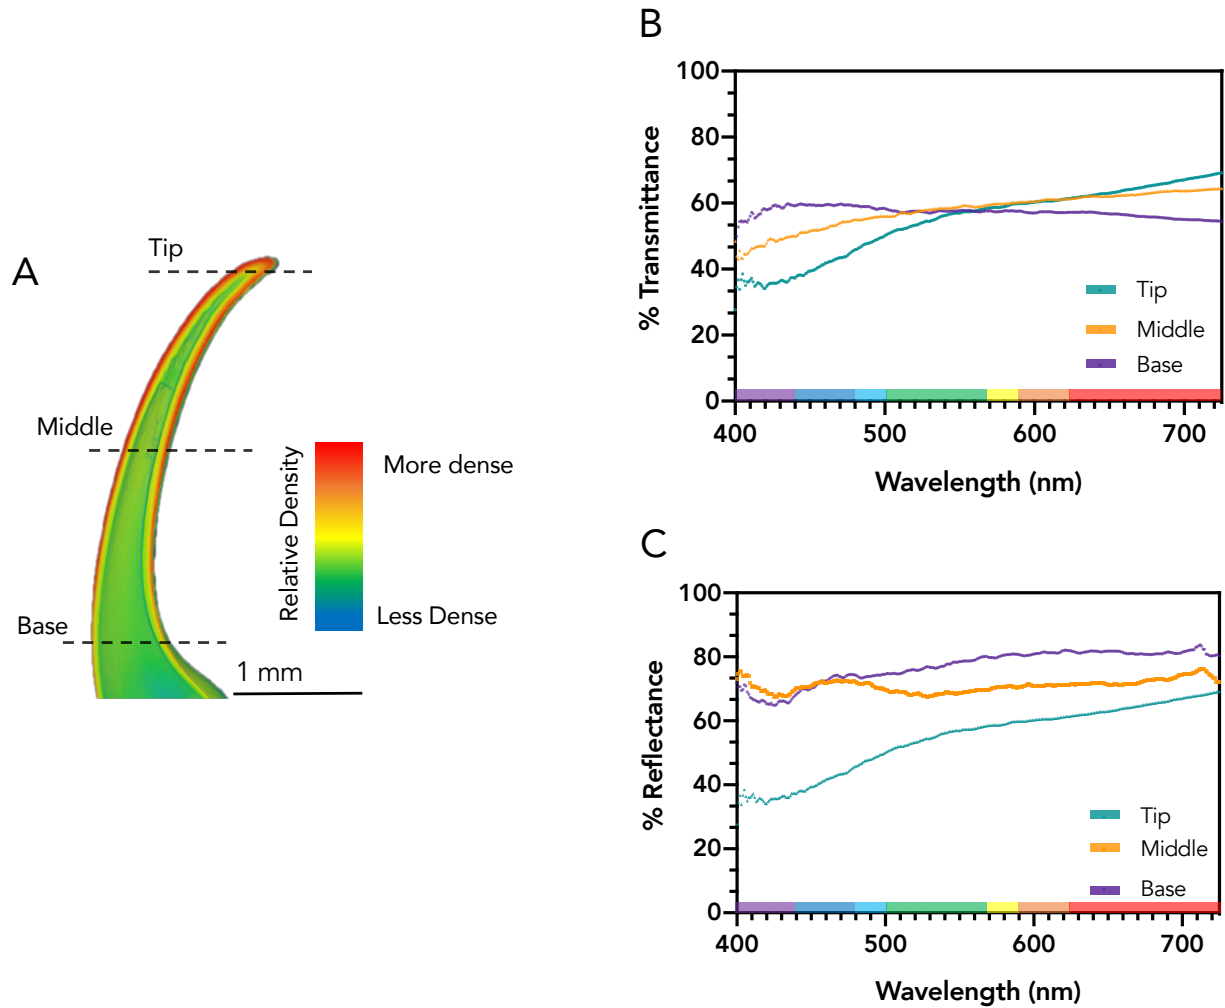 A
Tip
Middle
Base
Relative Density
More dense
Less Dense
1 mm
B
% Transmittance
100
80
60
40
20
0
Tip
Middle
Base
400
500
600
700
Wavelength (nm)
C
% Reflectance
100
80
60
40
20
0
Tip
Middle
Base
400
500
600
700
Wavelength (nm)